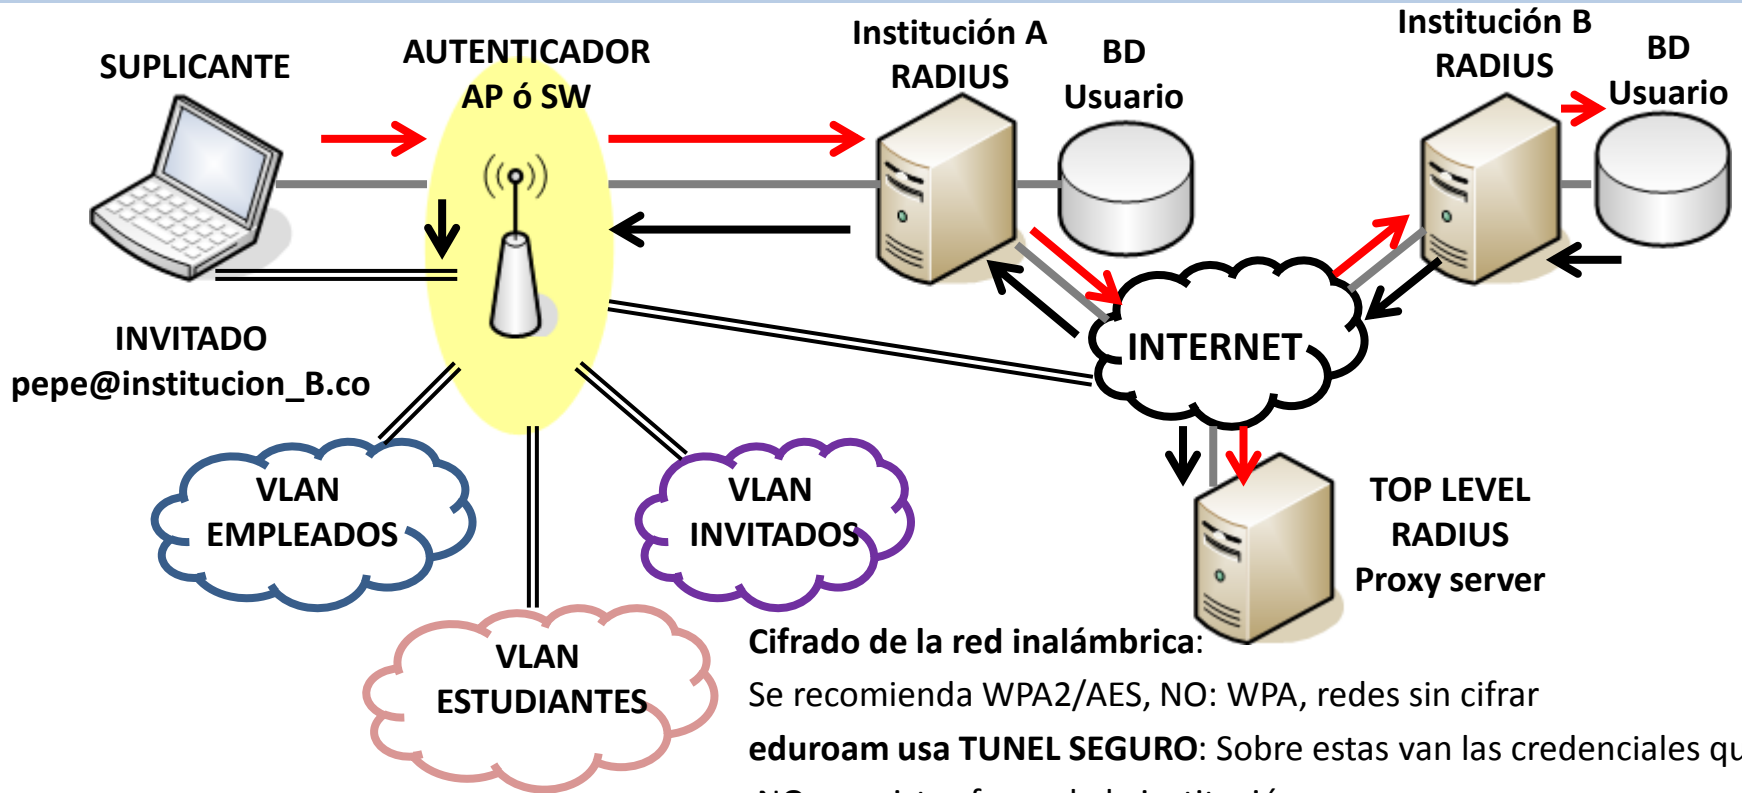 SUPLICANTE
AUTENTICADOR
AP ó SW
Institución A
RADIUS
BD
Usuario
Institución B
RADIUS
BD
Usuario
INVITADO
pepe@institucion_B.co
INTERNET
VLAN
EMPLEADOS
VLAN
INVITADOS
VLAN
ESTUDIANTES
TOP LEVEL
RADIUS
Proxy server
Cifrado de la red inalámbrica:
Se recomienda WPA2/AES, NO: WPA, redes sin cifrar
eduroam usa TUNEL SEGURO: Sobre estas van las credenciales qu